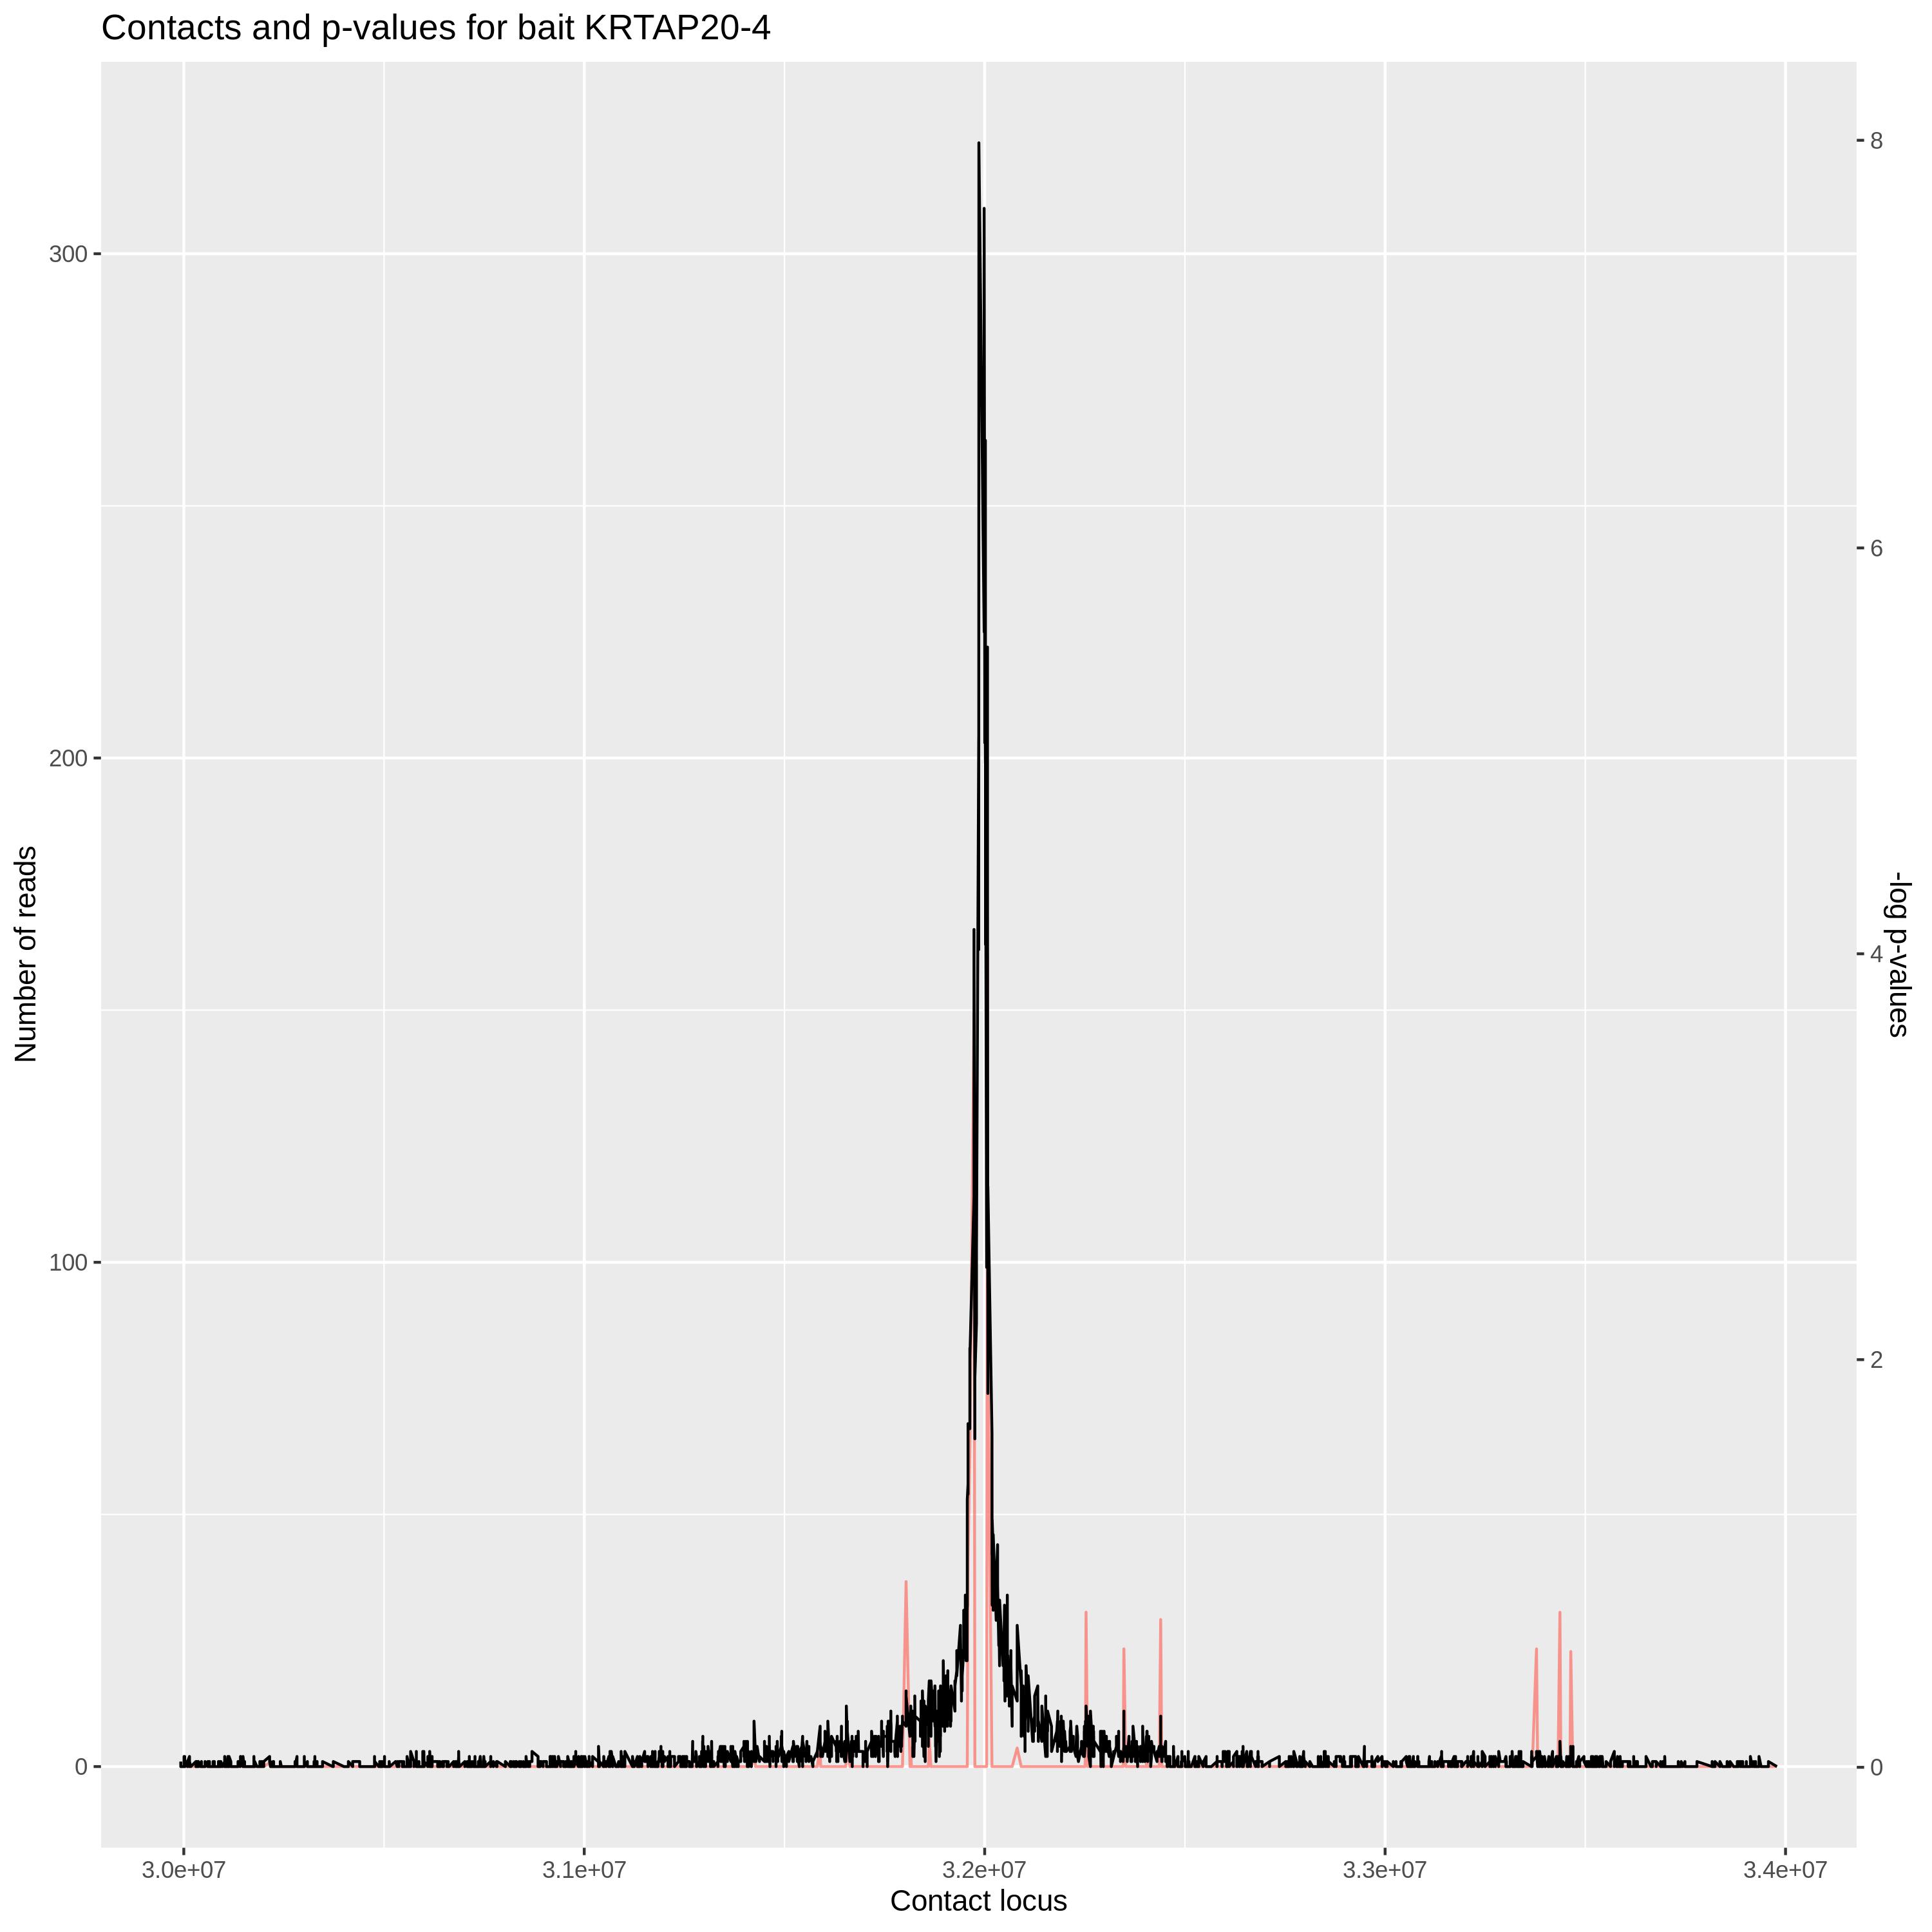 Contacts and p-values for bait KRTAP20-4
300
200
100
0
8
6
4
2
0
Number of reads
-log p-values
3.0e+07 3.1e+07 3.2e+07 3.3e+07 3.4e+07
Contact locus